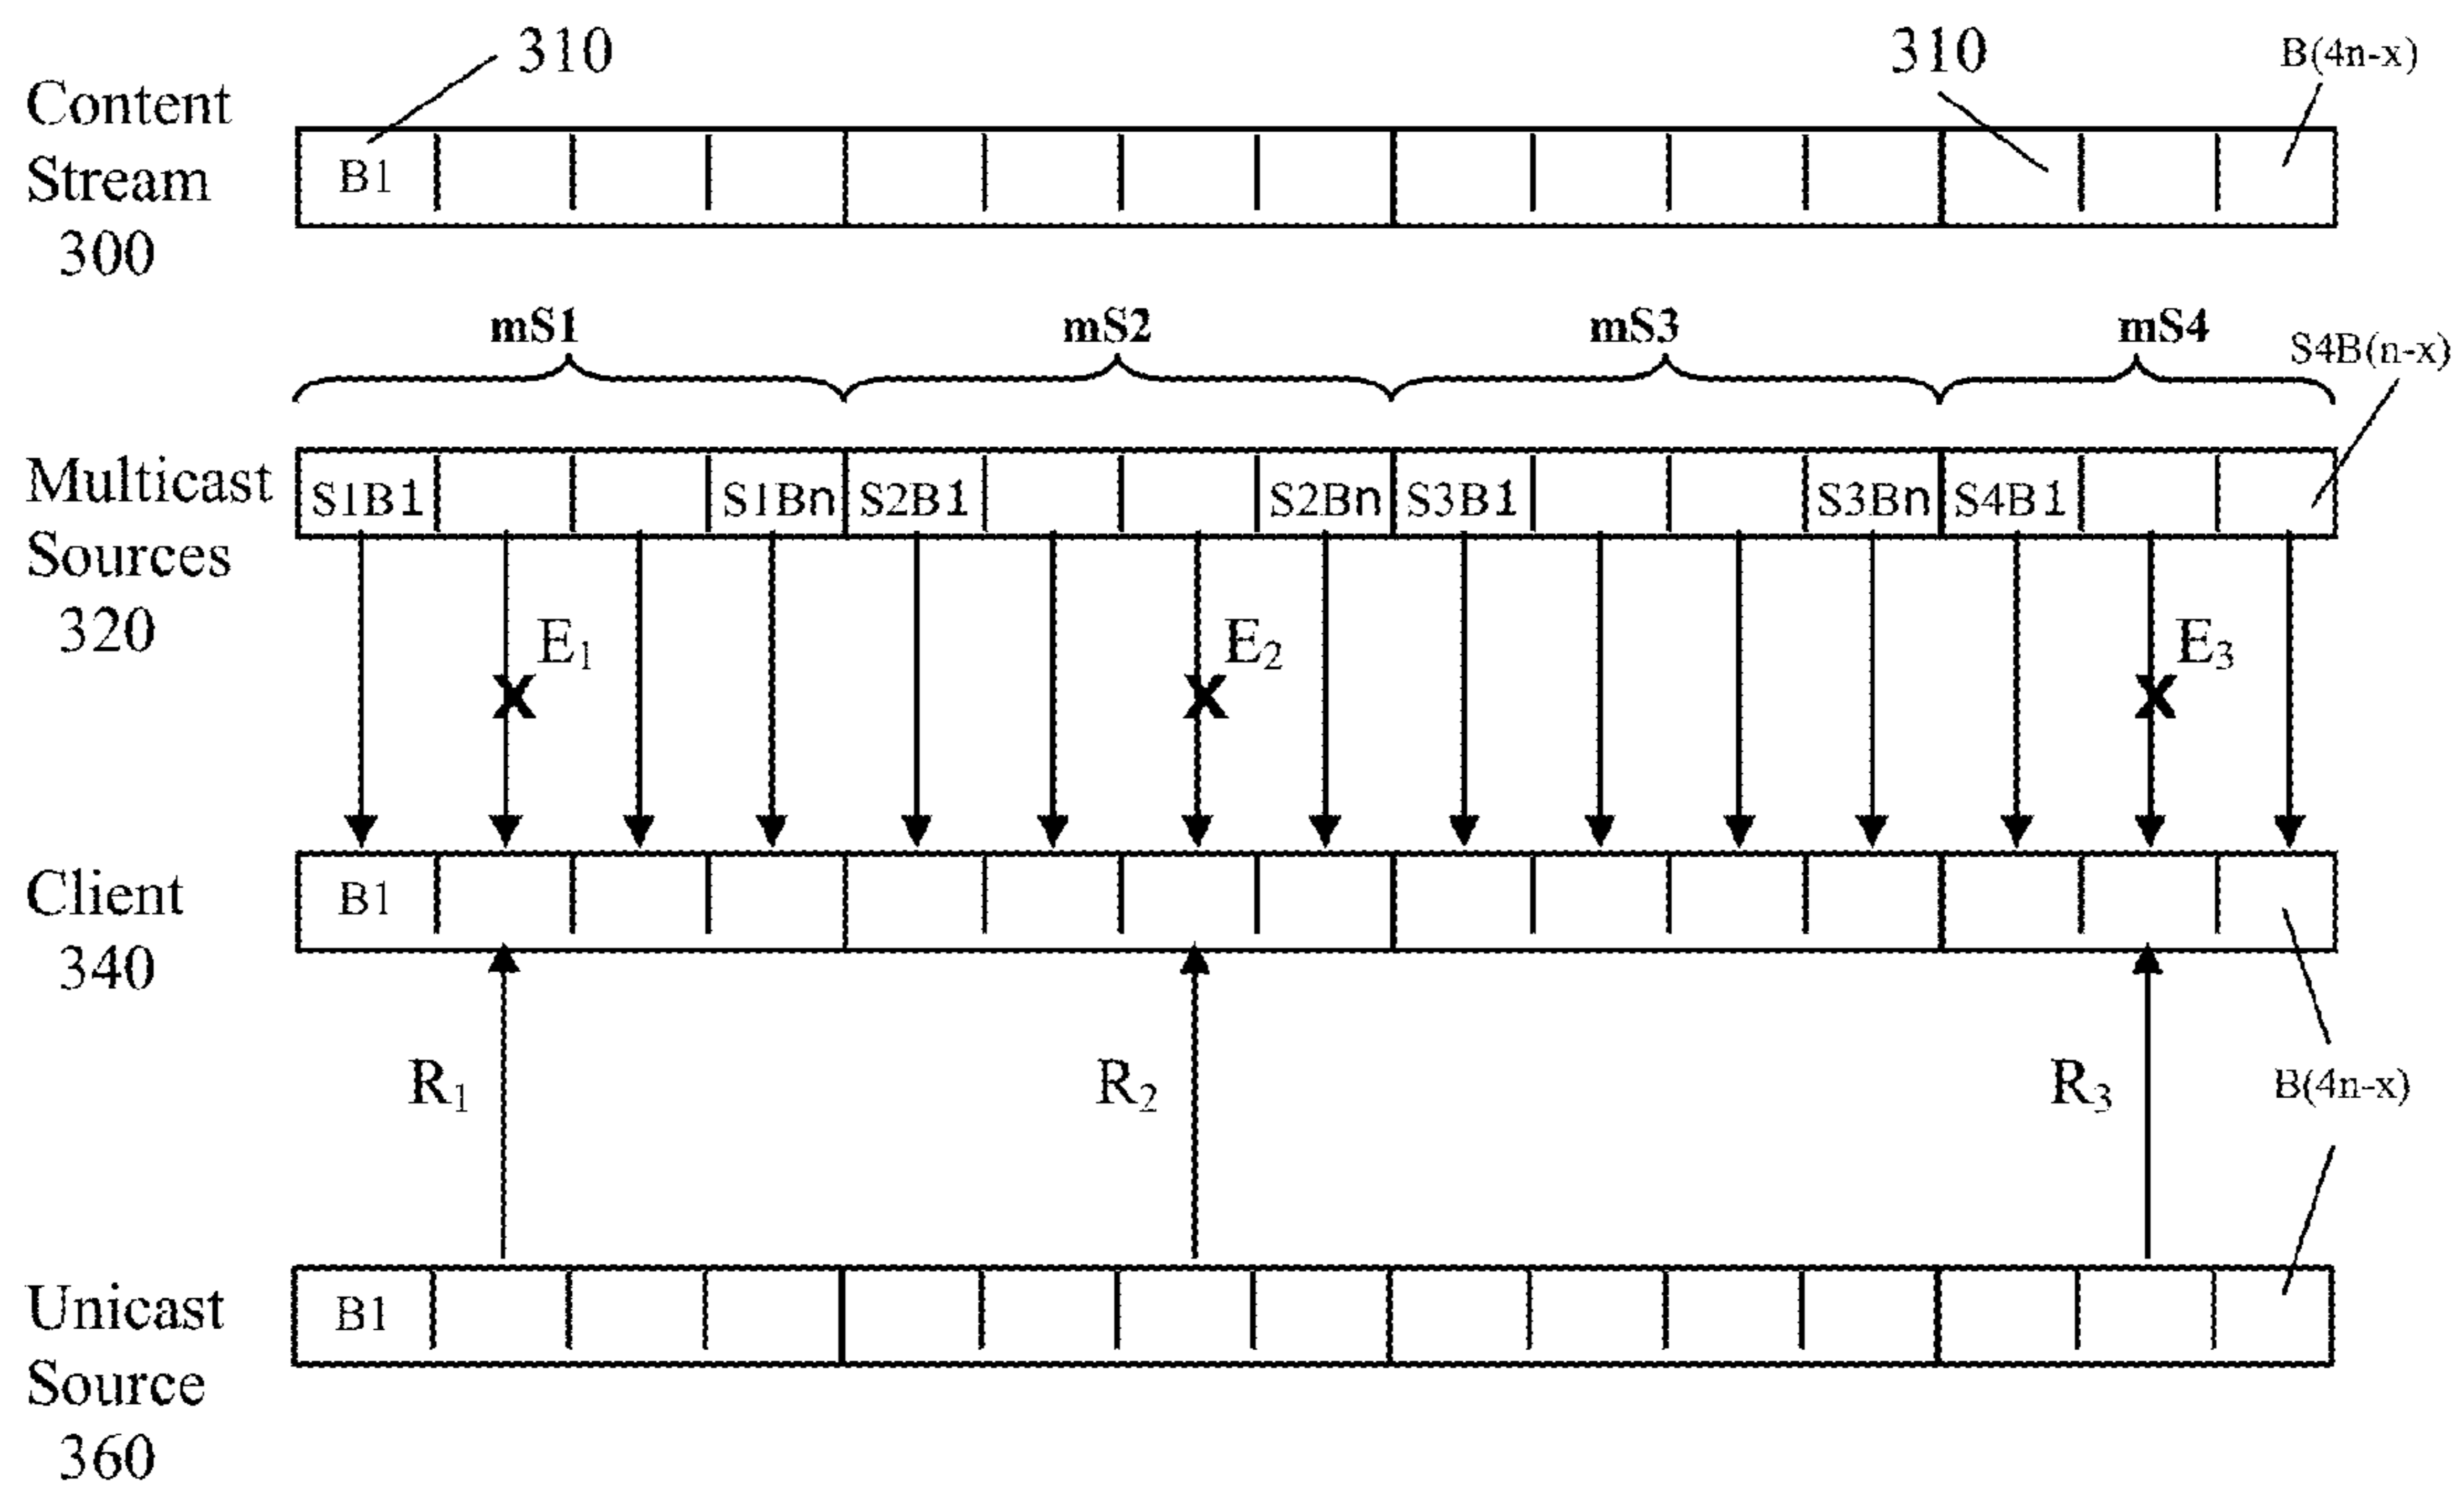 310
310
B(4n-x)
Content
Stream
300
B1
mS1
mS2
mS3
mS4
S4B(n-x)
Multicast
Sources
320
S1B1
S1Bn
S2B1
S2Bn
S3B1
S3Bn
S4B1
E1
E2
E3
X
X
X
Client
340
B1
R1
R2
R3
B(4n-x)
Unicast
Source
360
B1